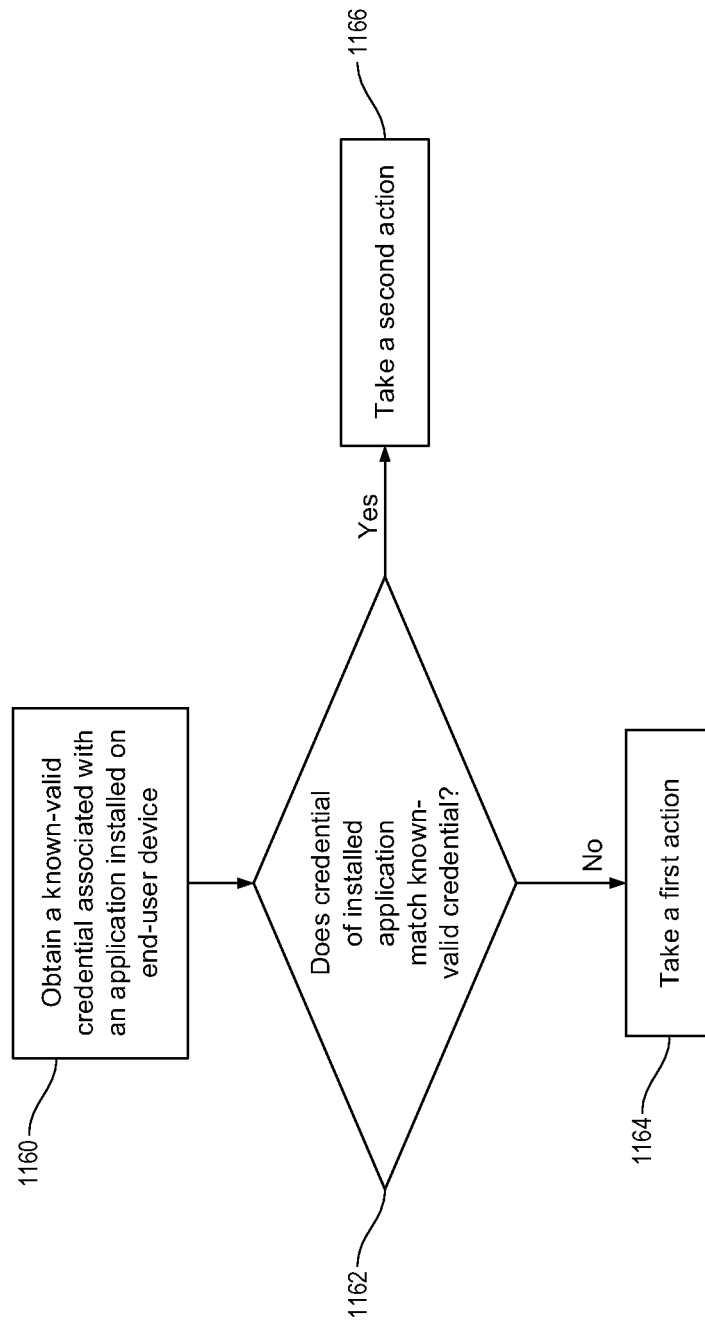 1160
Obtain a known-valid
credential associated with
an application installed on
end-user device
1162
Does credential
of installed
application
match known-
valid credential?
Yes
Take a second action
1166
No
Take a first action
1164